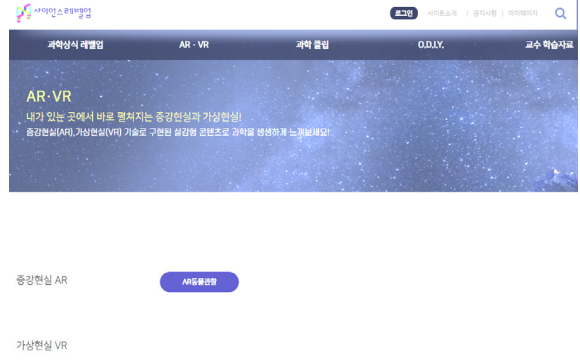 사이언스레벨업
로그인 사이트소개 | 공지사항 | 마이페이지
과학상식 레벨업 AR · VR 과학 클립 O.D.I.Y. 교수 학습자료
AR·VR
내가 있는 곳에서 바로 펼쳐지는 증강현실과 가상현실!
증강현실(AR),가상현실(VR) 기술로 구현된 실감형 콘텐츠로 과학을 생생하게 느껴보세요!
증강현실 AR AR동물관찰
가상현실 VR